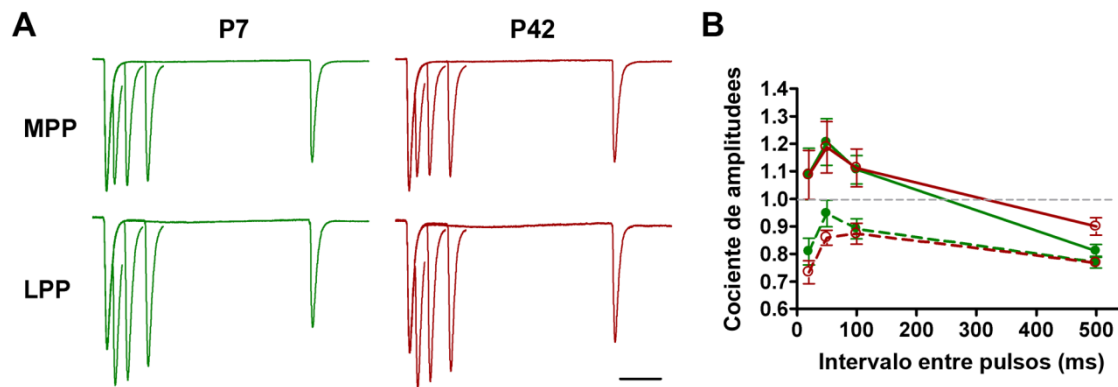 A
P7
P42
MPP
LPP
B
Cociente de amplitudees
1.4
1.3
1.2
1.1
1.0
0.9
0.8
0.7
0.6
0 100 200 300 400 500
Intervalo entre pulsos (ms)